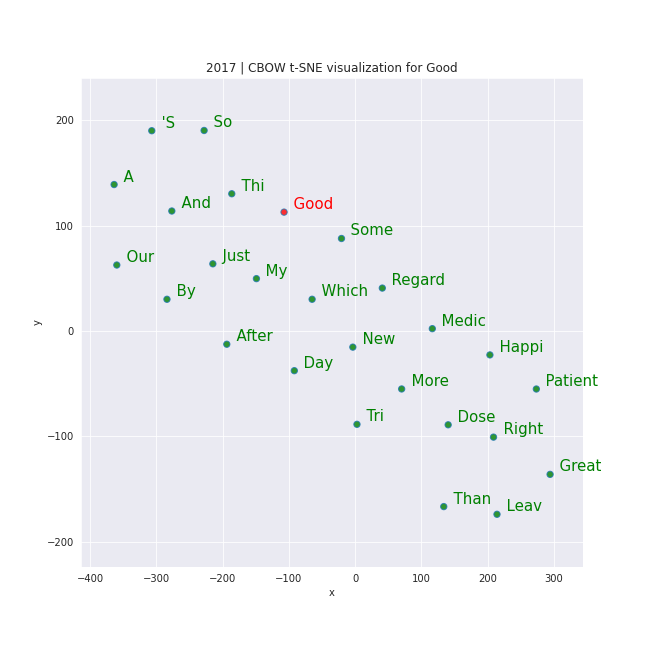 2017 | CBOW t-SNE visualization for Good
200
'S
So
A
Thi
And
Good
100
Some
Our
Just
My
Regard
By
Which
Medic
0
After
New
Happi
Day
More
Patient
Tri
Dose
Right
−100
Great
Than
Leav
−200
−400
−300
−200
−100
0
100
200
300
x
y